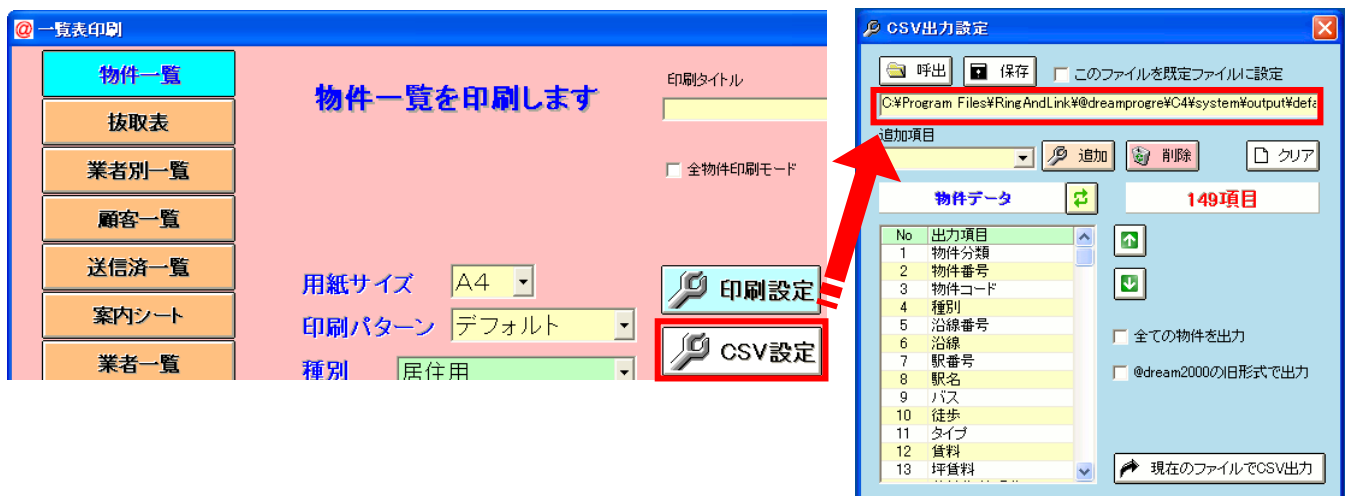 一覧表印刷
物件一覧
抜取表
業者別一覧
顧客一覧
送信済一覧
案内シート
業者一覧
物件一覧を印刷します
印刷タイトル
全物件印刷モード
用紙サイズ A4
印刷パターン デフォルト
種別 居住用
印刷設定
CSV設定
CSV出力設定
呼出 保存 このファイルを既定ファイルに設定
C:¥Program Files¥RingAndLink¥@dreamprogre¥C4¥system¥output¥defa
追加項目
追加 削除 クリア
物件データ 149項目
No 出力項目
1 物件分類
2 物件番号
3 物件コード
4 種別
5 沿線番号
6 沿線
7 駅番号
8 駅名
9 バス
10 徒歩
11 タイプ
12 賃料
13 坪賃料
全ての物件を出力
@dream2000の旧形式で出力
現在のファイルでCSV出力